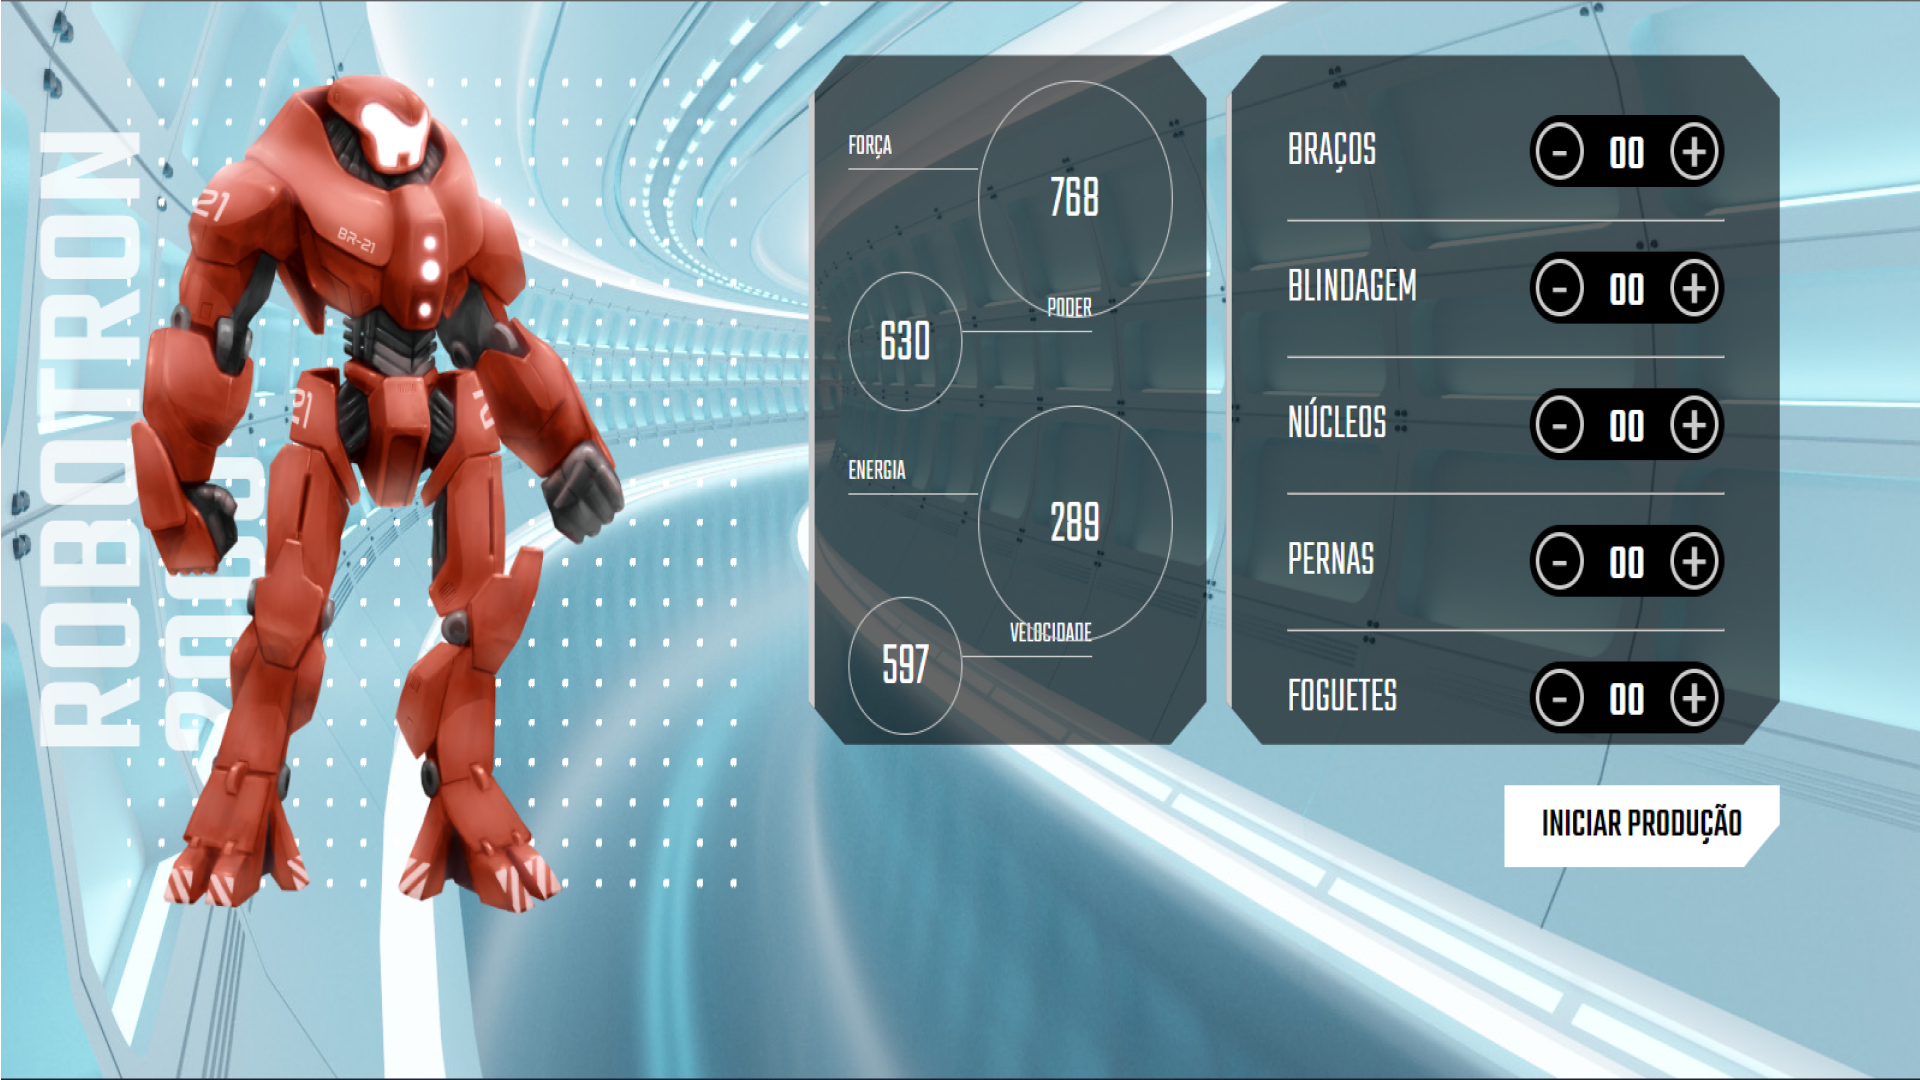 ROBOTRON
2000
21
BR-21
21
21
FORÇA
768
PODER
630
ENERGIA
289
VELOCIDADE
597
BRAÇOS
- 00 +
BLINDAGEM
- 00 +
NÚCLEOS
- 00 +
PERNAS
- 00 +
FOGUETES
- 00 +
INICIAR PRODUÇÃO